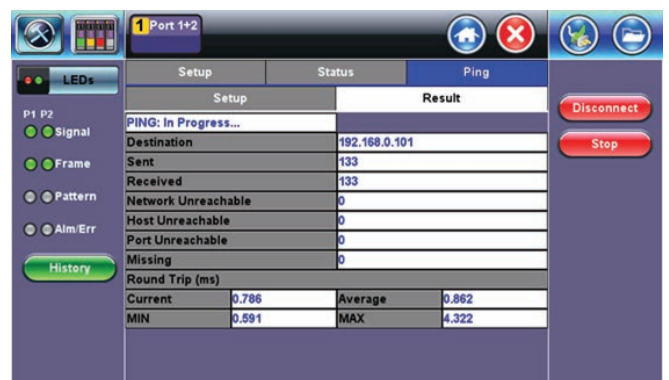 1 Port 1+2
LEDs
Setup Status Ping
Setup Result
P1 P2
Signal
Frame
Pattern
Alm/Err
History
PING: In Progress...
Destination 192.168.0.101
Sent 133
Received 133
Network Unreachable 0
Host Unreachable 0
Port Unreachable 0
Missing 0
Round Trip (ms)
Current 0.786 Average 0.862
MIN 0.591 MAX 4.322
Disconnect
Stop